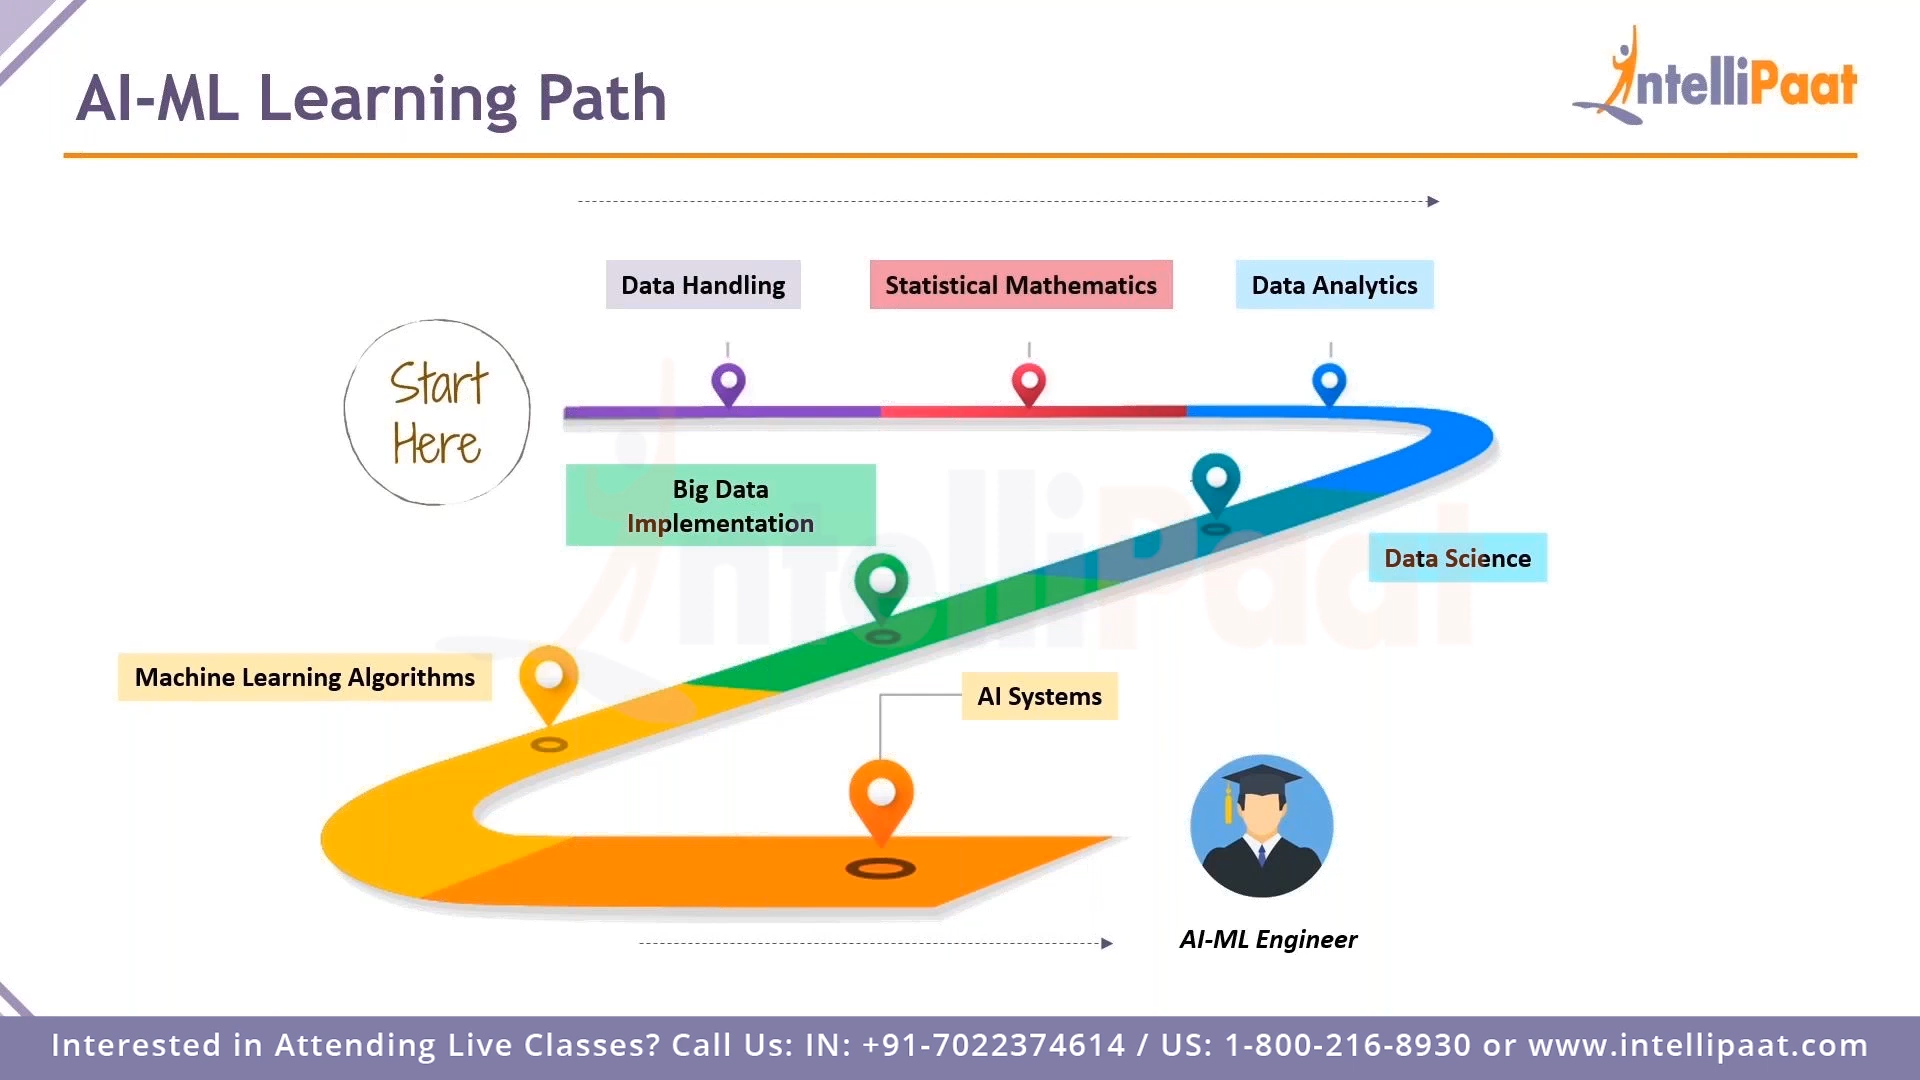 AI-ML Learning Path
IntelliPaat
Data Handling
Statistical Mathematics
Data Analytics
Start
Here
Big Data
Implementation
Data Science
Machine Learning Algorithms
AI Systems
AI-ML Engineer
IntelliPaat
Interested in Attending Live Classes? Call Us: IN: +91-7022374614 / US: 1-800-216-8930 or www.intellipaat.com